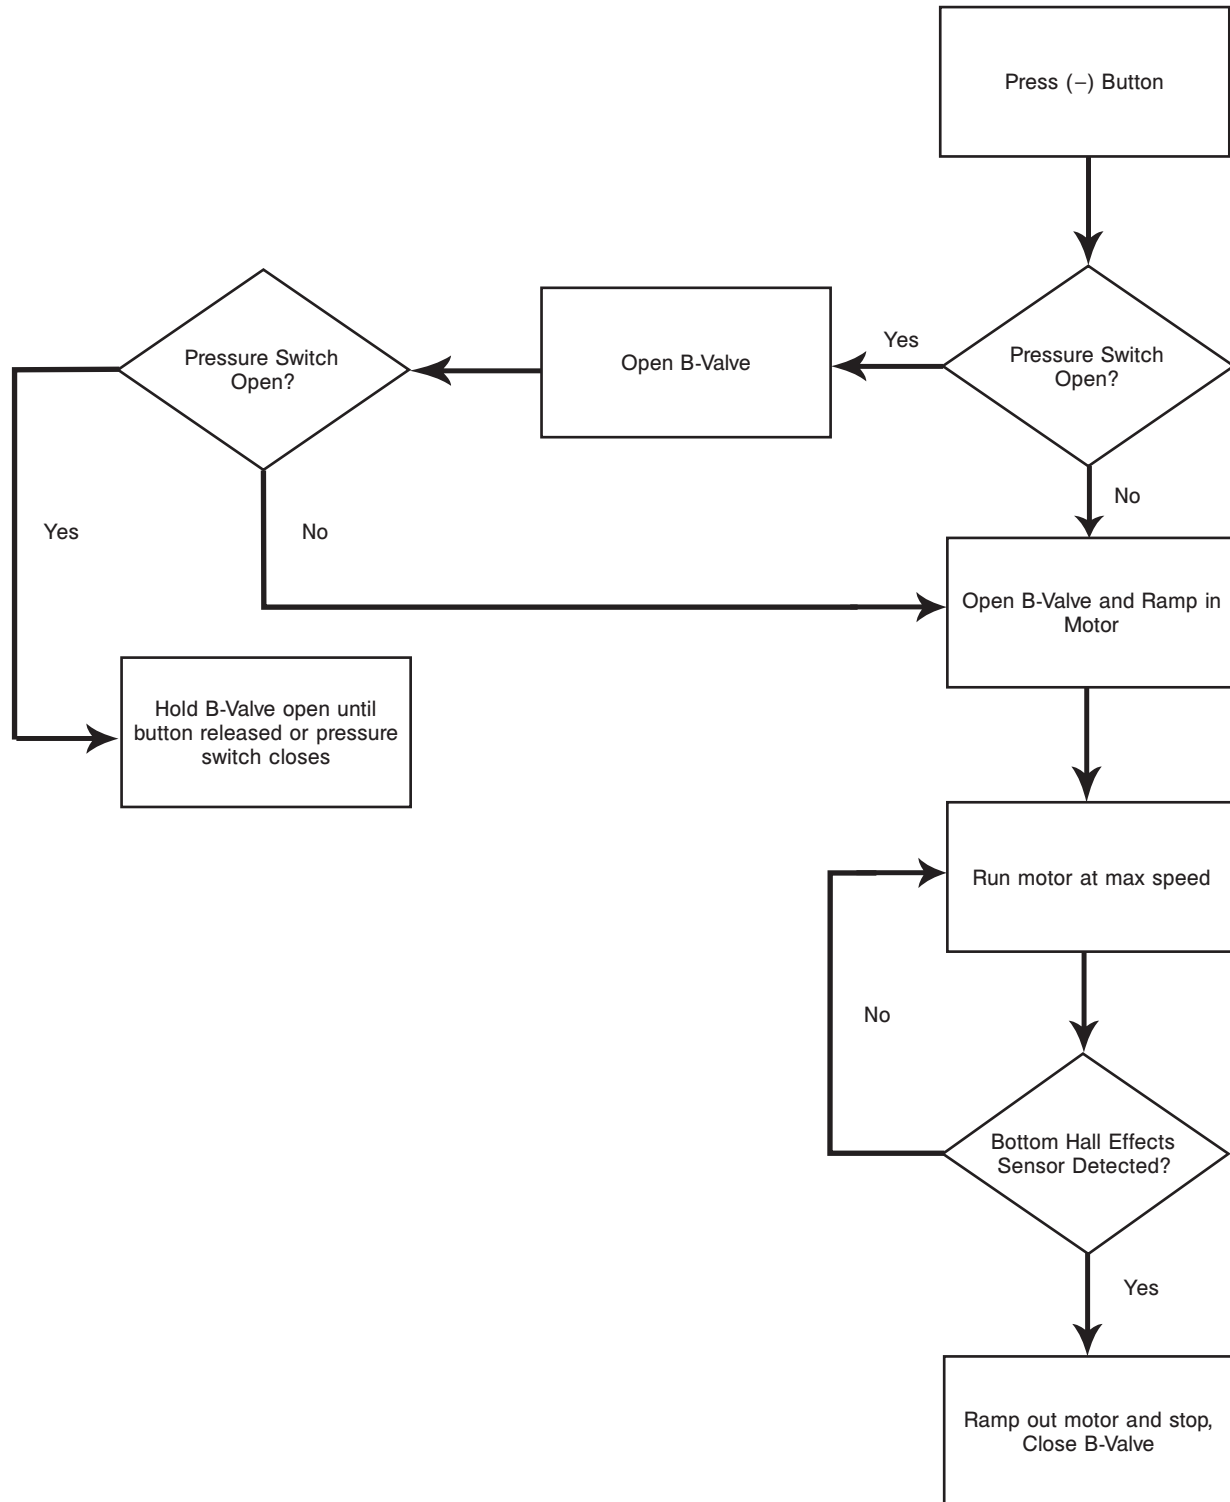 Press (–) Button
Pressure Switch
Open?
Yes
Open B-Valve
Pressure Switch
Open?
No
Yes
No
Open B-Valve and Ramp in
Motor
Hold B-Valve open until
button released or pressure
switch closes
Run motor at max speed
No
Bottom Hall Effects
Sensor Detected?
Yes
Ramp out motor and stop,
Close B-Valve